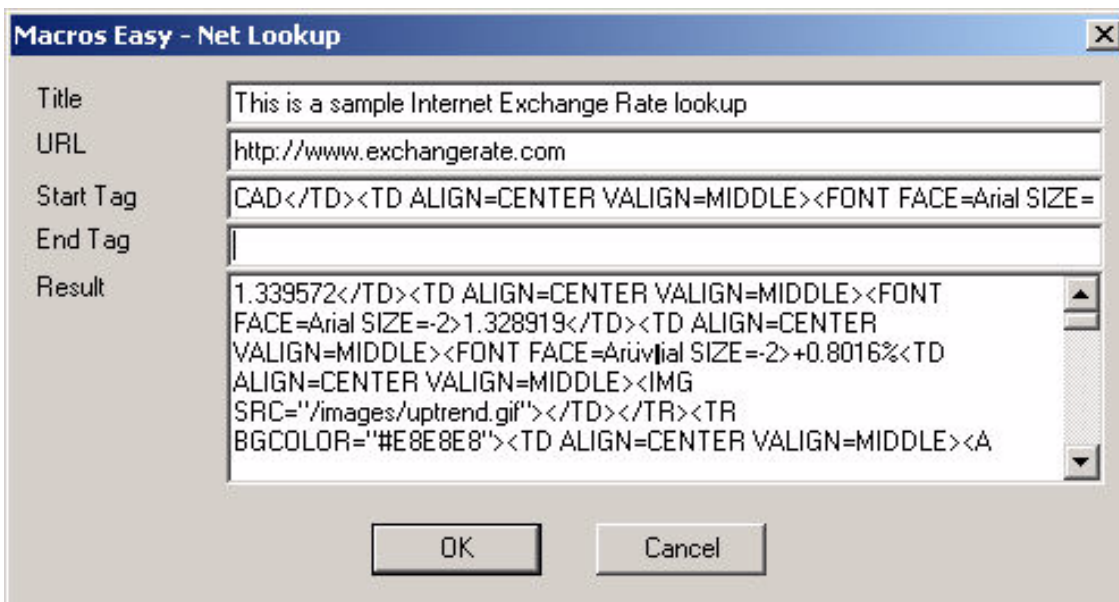 Macros Easy - Net Lookup
Title
This is a sample Internet Exchange Rate lookup
URL
http://www.exchangerate.com
Start Tag
CAD</TD><TD ALIGN=CENTER VALIGN=MIDDLE><FONT FACE=Arial SIZE=
End Tag
Result
1.339572</TD><TD ALIGN=CENTER VALIGN=MIDDLE><FONT
FACE=Arial SIZE=-2>1.328919</TD><TD ALIGN=CENTER
VALIGN=MIDDLE><FONT FACE=Arüv|ial SIZE=-2>+0.8016%<TD
ALIGN=CENTER VALIGN=MIDDLE><IMG
SRC="/images/uptrend.gif"></TD></TR><TR
BGCOLOR="#E8E8E8"><TD ALIGN=CENTER VALIGN=MIDDLE><A
OK
Cancel